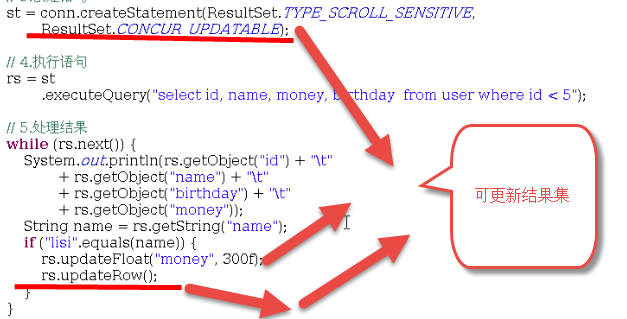 st = conn.createStatement(ResultSet.TYPE_SCROLL_SENSITIVE,
ResultSet.CONCUR_UPDATABLE);
// 4.执行语句
rs = st
.executeQuery("select id, name, money, birthday  from user where id < 5");
// 5.处理结果
while (rs.next()) {
System.out.println(rs.getObject("id") + "\t"
+ rs.getObject("name") + "\t"
+ rs.getObject("birthday") + "\t"
+ rs.getObject("money"));
String name = rs.getString("name");
if ("lisi".equals(name)) {
rs.updateFloat("money", 300f);
rs.updateRow();
}
}
可更新结果集